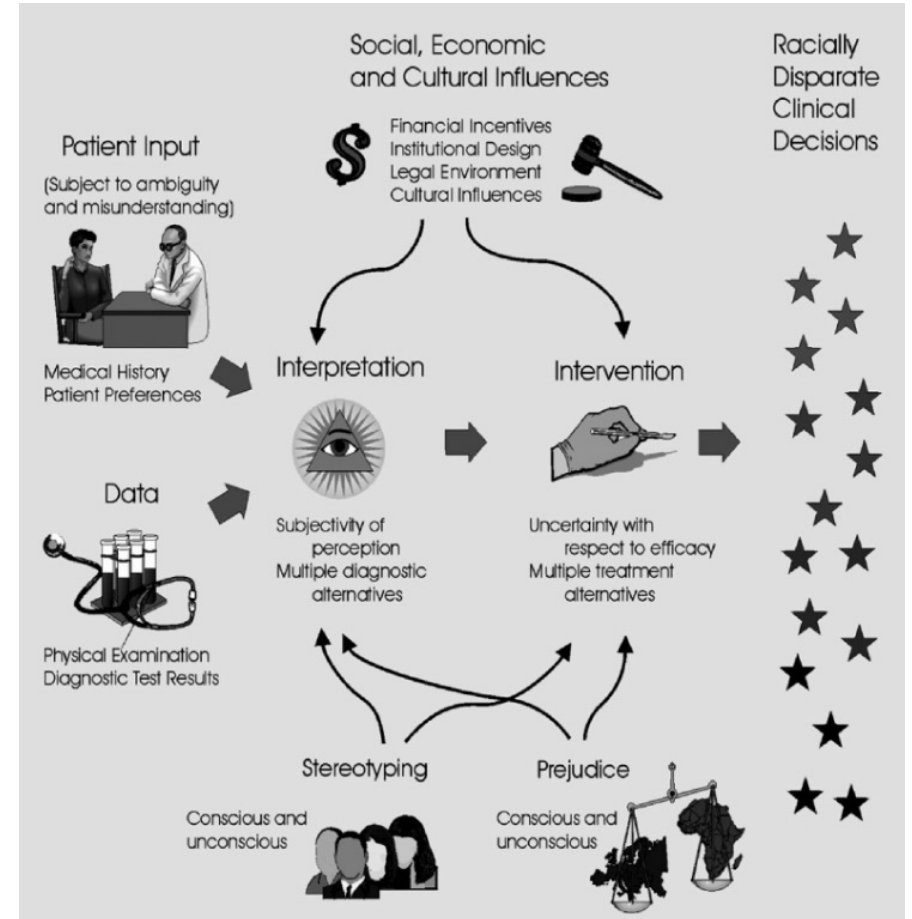 Social, Economic
and Cultural Influences
Racially
Disparate
Clinical
Decisions
Financial Incentives
Institutional Design
Legal Environment
Cultural Influences
Patient Input
(Subject to ambiguity
and misunderstanding)
Medical History
Patient Preferences
Interpretation
Intervention
Data
Subjectivity of
perception
Multiple diagnostic
alternatives
Uncertainty with
respect to efficacy
Multiple treatment
alternatives
Physical Examination
Diagnostic Test Results
Stereotyping
Conscious and
unconscious
Prejudice
Conscious and
unconscious